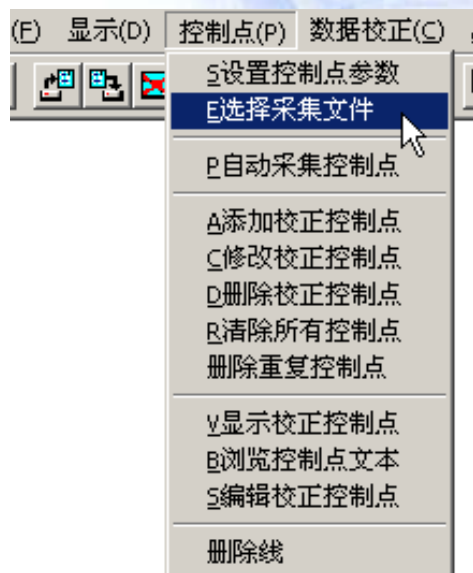 (F) 显示(D) 控制点(P) 数据校正(C)
S设置控制点参数
E选择采集文件
P自动采集控制点
A添加校正控制点
C修改校正控制点
D删除校正控制点
R清除所有控制点
删除重复控制点
V显示校正控制点
B浏览控制点文本
S编辑校正控制点
删除线